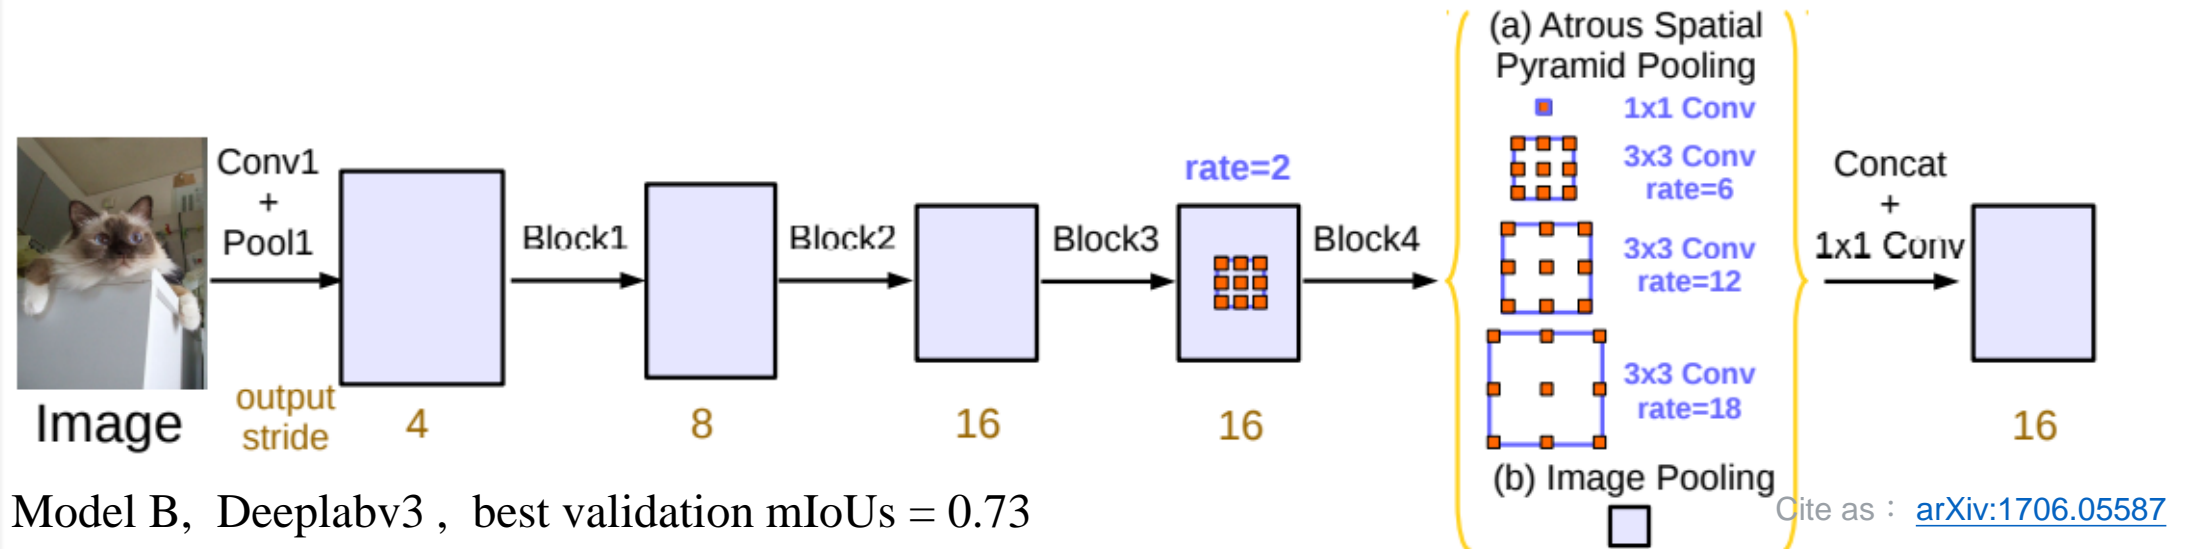 (a) Atrous Spatial
Pyramid Pooling
1x1 Conv
3x3 Conv
rate=6
3x3 Conv
rate=12
3x3 Conv
rate=18
(b) Image Pooling
Conv1
+
Pool1
Block1
Block2
Block3
rate=2
Block4
Concat
+
1x1 Conv
Image
output
stride
4
8
16
16
16
Model B, Deeplabv3 , best validation mIoUs = 0.73
Cite as : arXiv:1706.05587